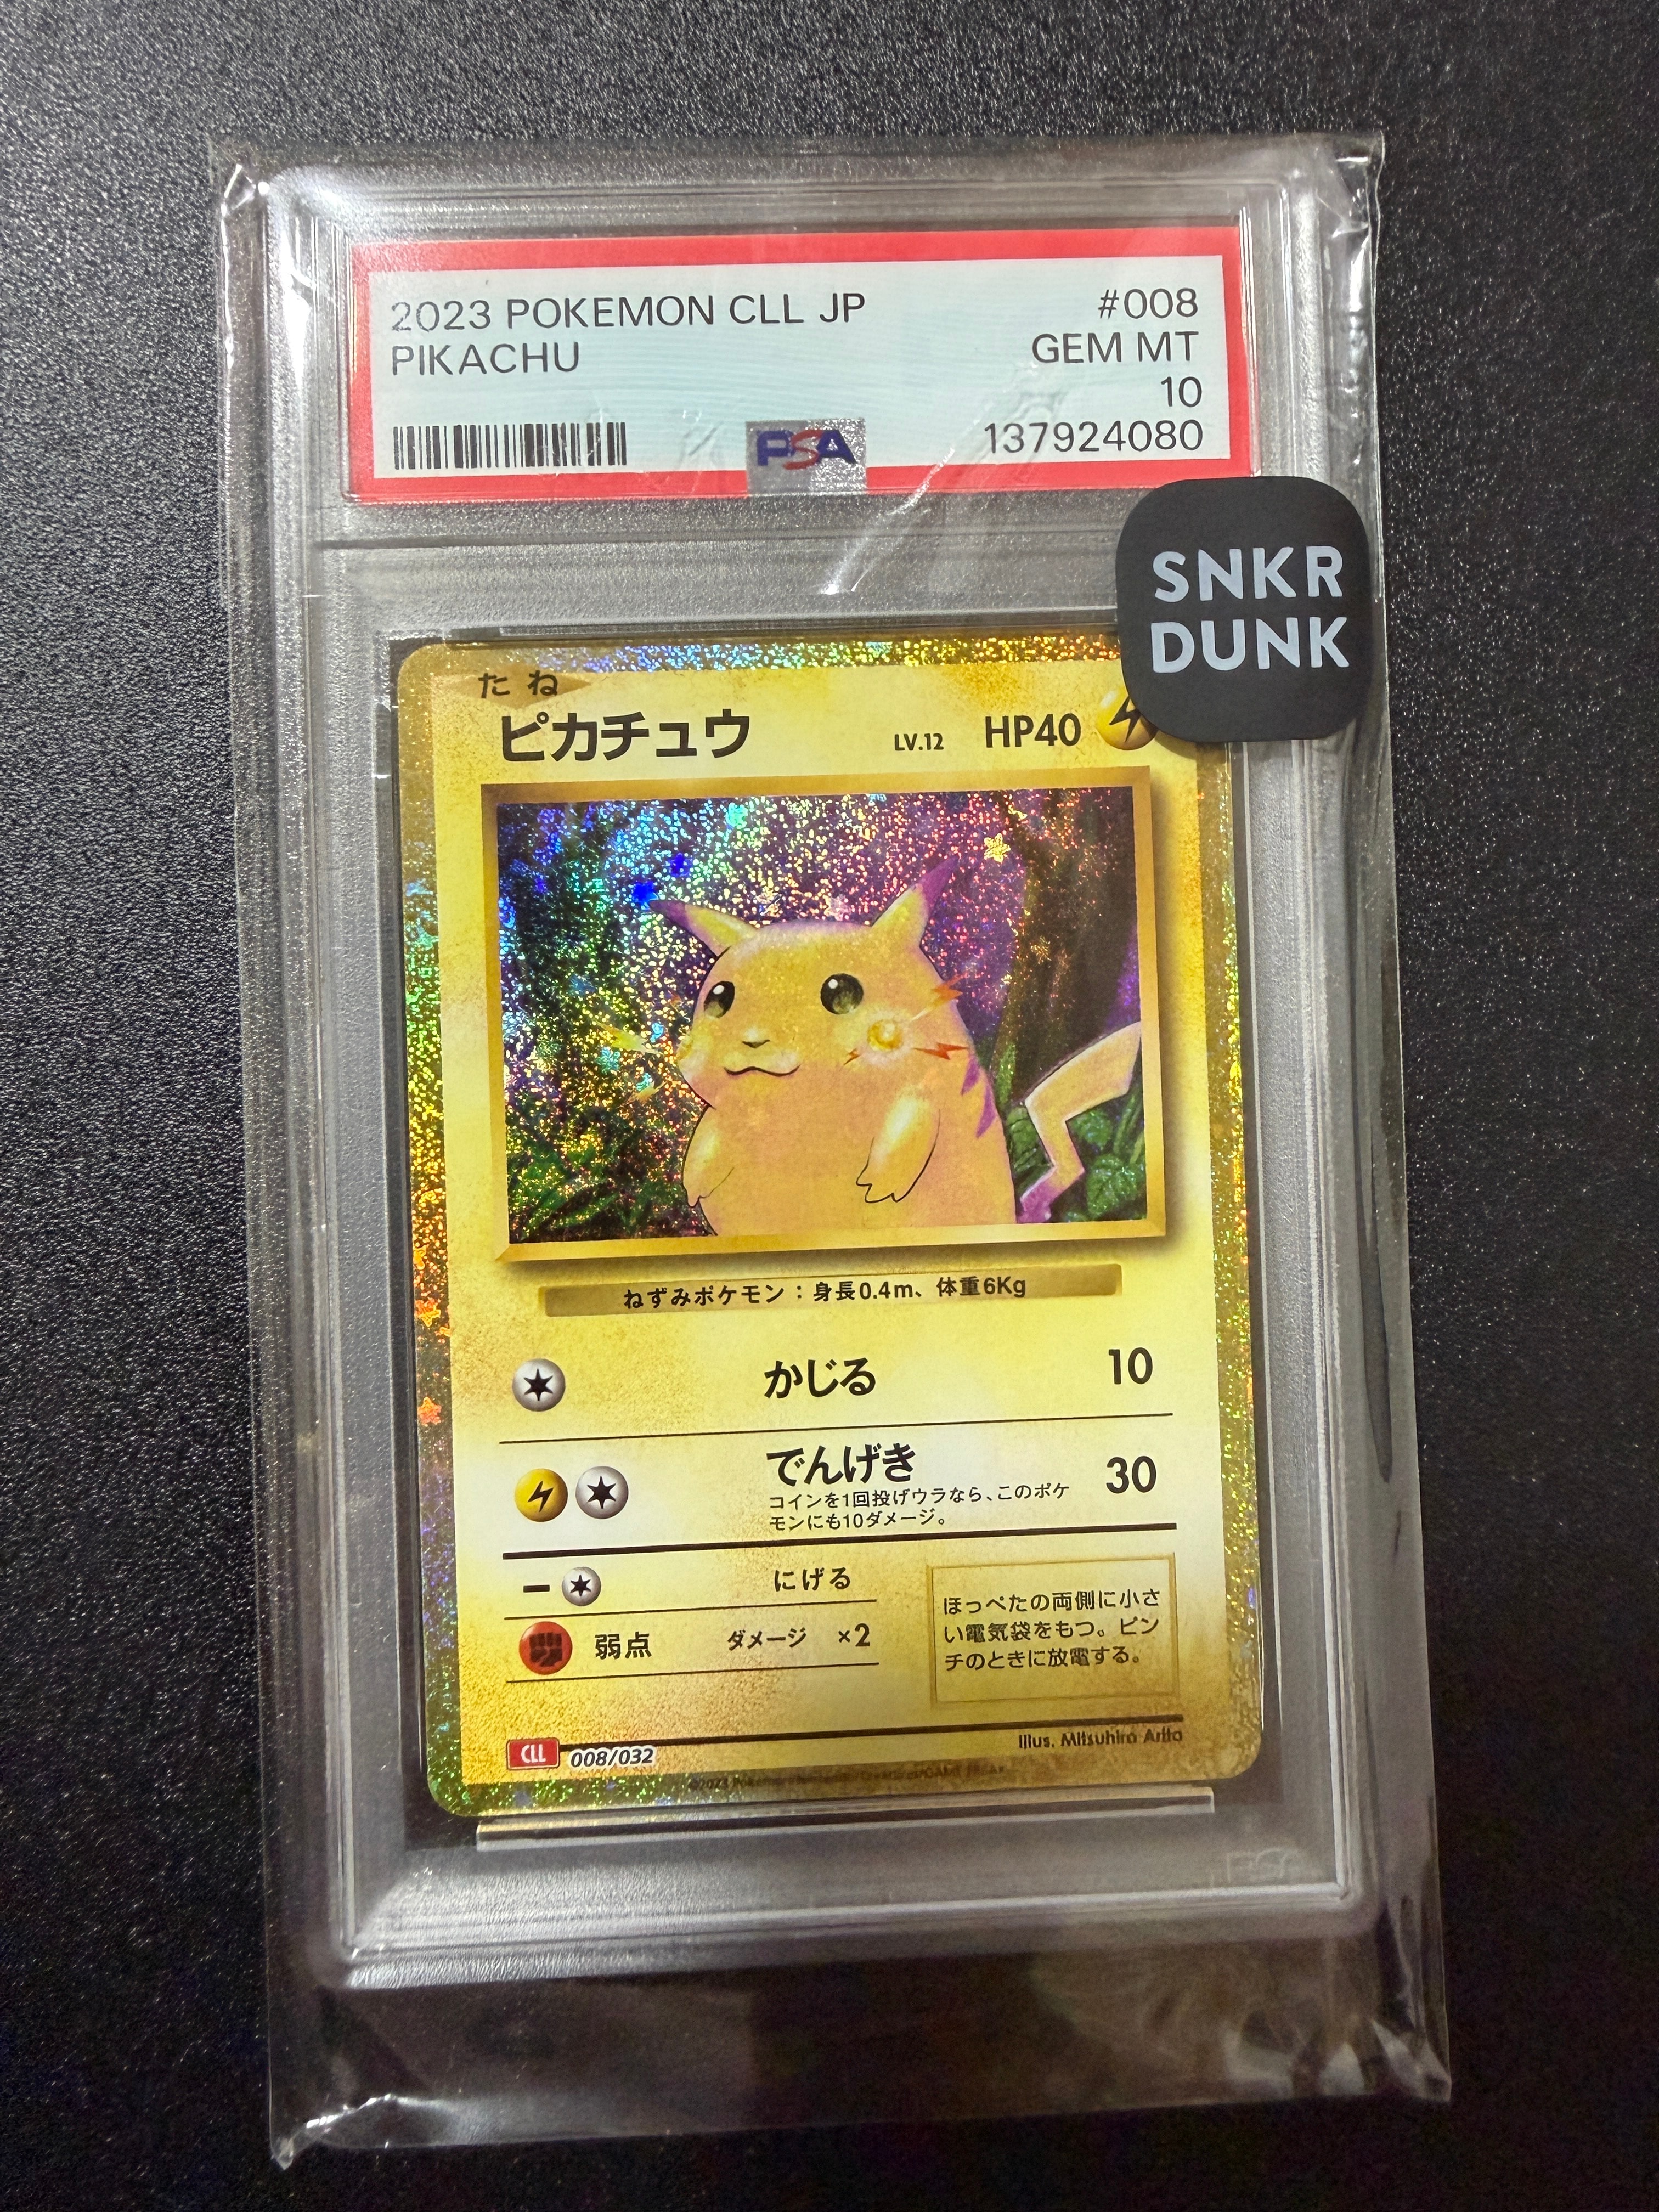 2023 POKEMON CLL JP #008
PIKACHU GEM MT
10
PSA 137924080
SNKR
DUNK
たね
ピカチュウ LV.12 HP40
ねずみポケモン：身長0.4m、体重6Kg
かじる 10
でんげき 30
コインを1回投げウラなら、このポケ
モンにも10ダメージ。
にげる
弱点 ダメージ ×2
ほっぺたの両側に小さ
い電気袋をもつ。ピン
チのときに放電する。
Illus. Mitsuhiro Arita
CLL 008/032
©2023 Pokémon/Nintendo/Creatures/GAME FREAK